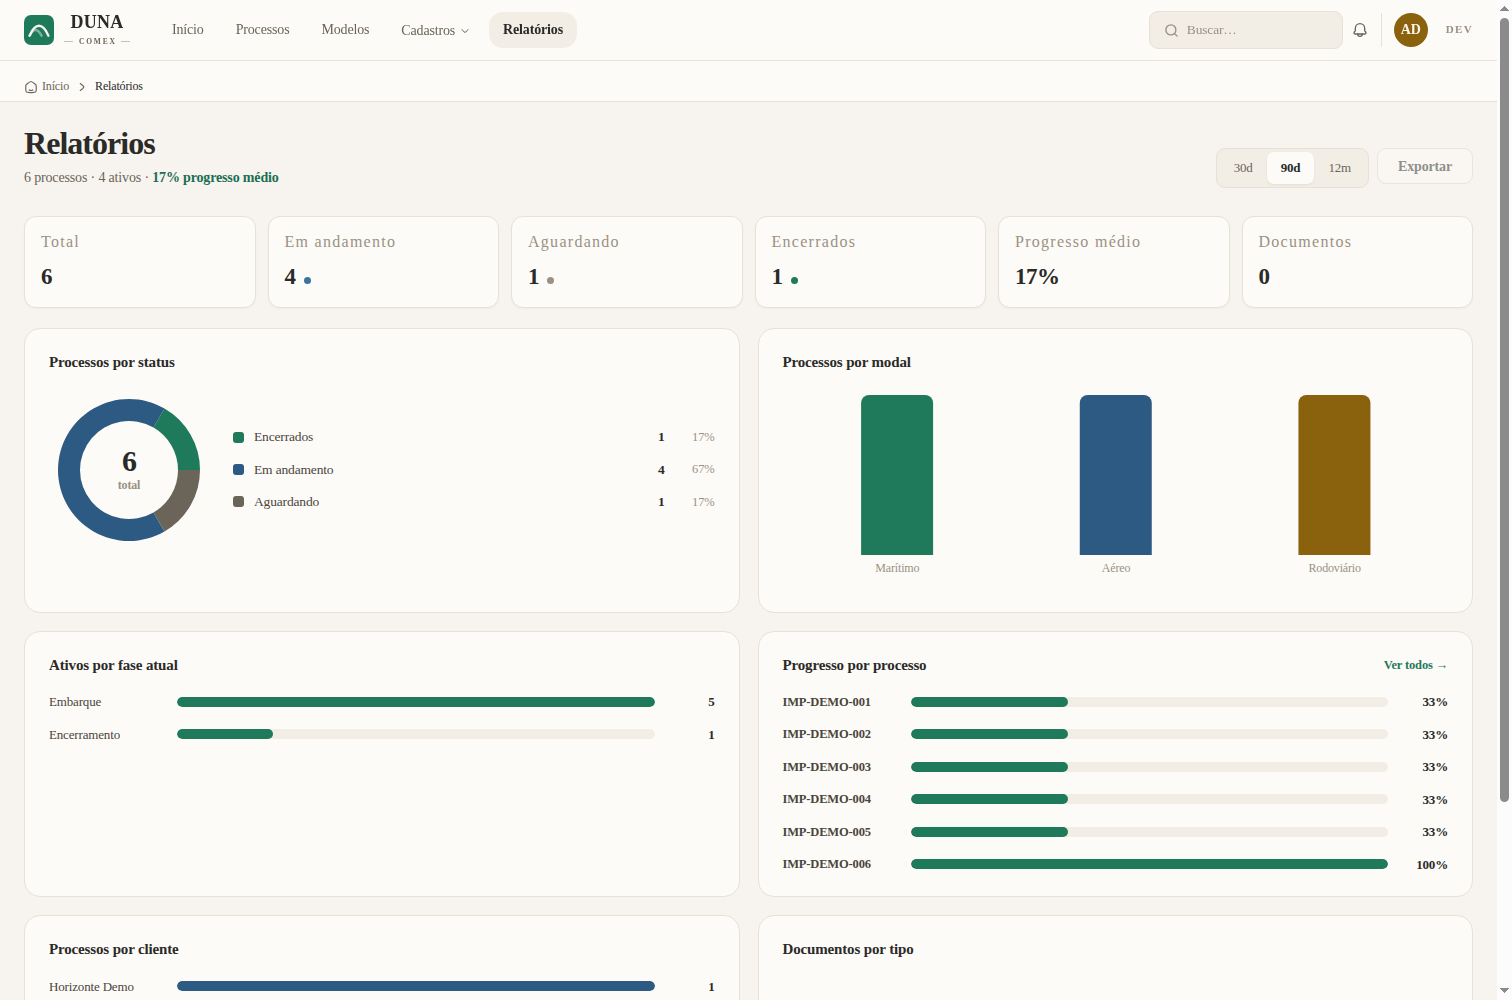 DUNA
— COMEX —
Início
Processos
Modelos
Cadastros
Relatórios
Buscar…
AD
DEV
Início
Relatórios
Relatórios
6 processos · 4 ativos · 17% progresso médio
30d
90d
12m
Exportar
Total
6
Em andamento
4
Aguardando
1
Encerrados
1
Progresso médio
17%
Documentos
0
Processos por status
6
total
Encerrados 1 17%
Em andamento 4 67%
Aguardando 1 17%
Processos por modal
Marítimo
Aéreo
Rodoviário
Ativos por fase atual
Embarque 5
Encerramento 1
Progresso por processo
Ver todos →
IMP-DEMO-001 33%
IMP-DEMO-002 33%
IMP-DEMO-003 33%
IMP-DEMO-004 33%
IMP-DEMO-005 33%
IMP-DEMO-006 100%
Processos por cliente
Horizonte Demo 1
Documentos por tipo